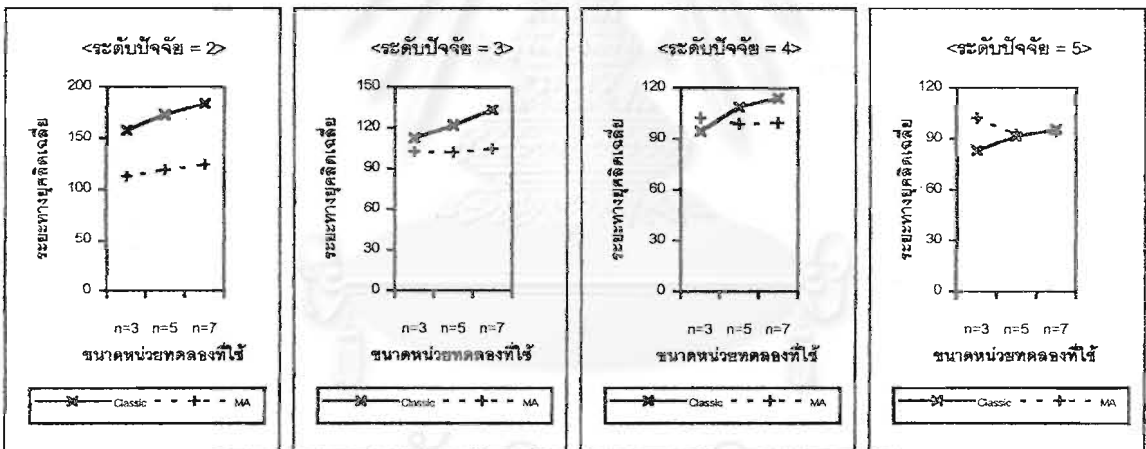 <ระดับปัจจัย = 2>
200
150
100
50
0
ระยะทางยุคลิดเฉลี่ย
n=3 n=5 n=7
ขนาดหน่วยทดลองที่ใช้
Classic MA
<ระดับปัจจัย = 3>
150
120
90
60
30
0
ระยะทางยุคลิดเฉลี่ย
n=3 n=5 n=7
ขนาดหน่วยทดลองที่ใช้
Classic MA
<ระดับปัจจัย = 4>
120
90
60
30
0
ระยะทางยุคลิดเฉลี่ย
n=3 n=5 n=7
ขนาดหน่วยทดลองที่ใช้
Classic MA
<ระดับปัจจัย = 5>
120
90
60
30
0
ระยะทางยุคลิดเฉลี่ย
n=3 n=5 n=7
ขนาดหน่วยทดลองที่ใช้
Classic MA